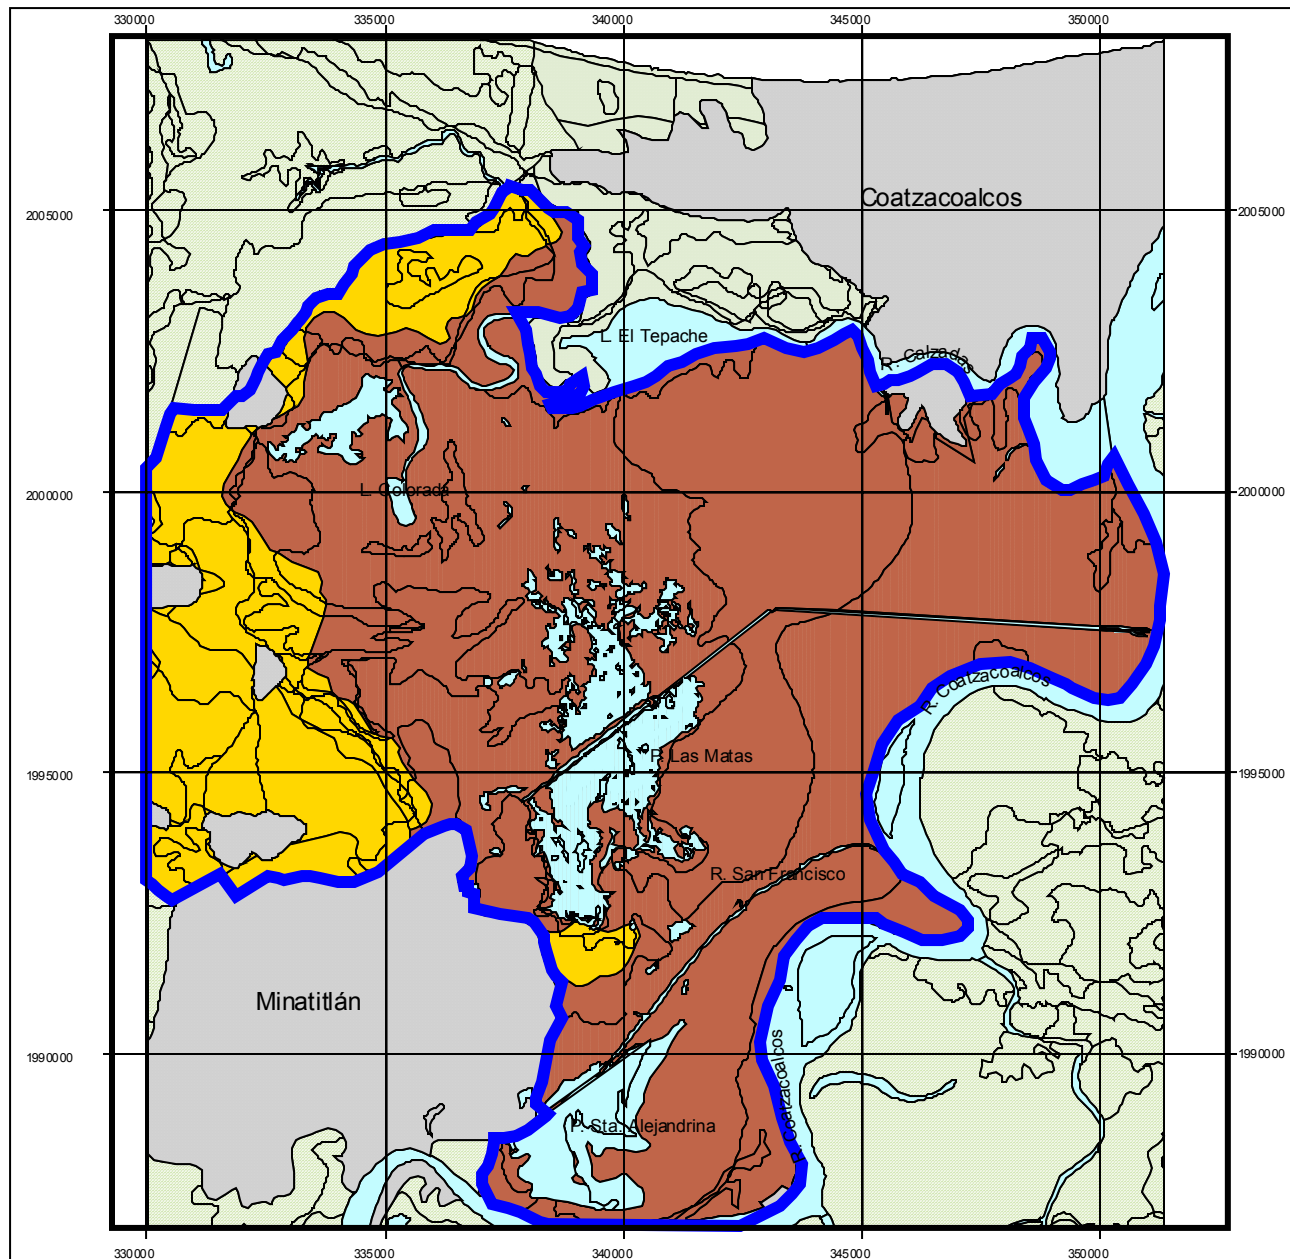 330000 335000 340000 345000 350000
Coatzacoalcos
2005000 2005000
L. El Tepache
R. Calzadas
L. Colorada
2000000 2000000
R. Coatzacoalcos
P. Las Matas
1995000 1995000
R. San Francisco
Minatitlán
1990000 1990000
R. Coatzacoalcos
P. Sta. Alejandrina
330000 335000 340000 345000 350000